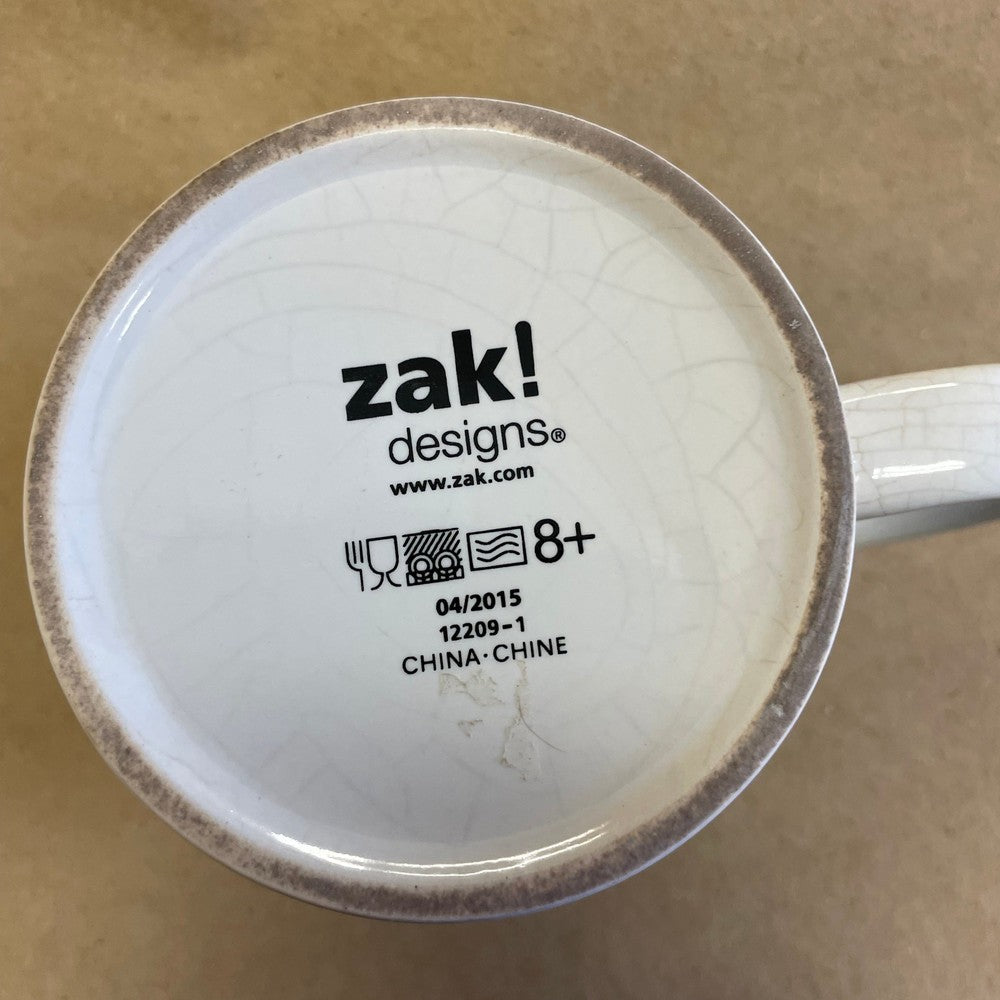 zak!
designs®
www.zak.com
8+
04/2015
12209-1
CHINA·CHINE